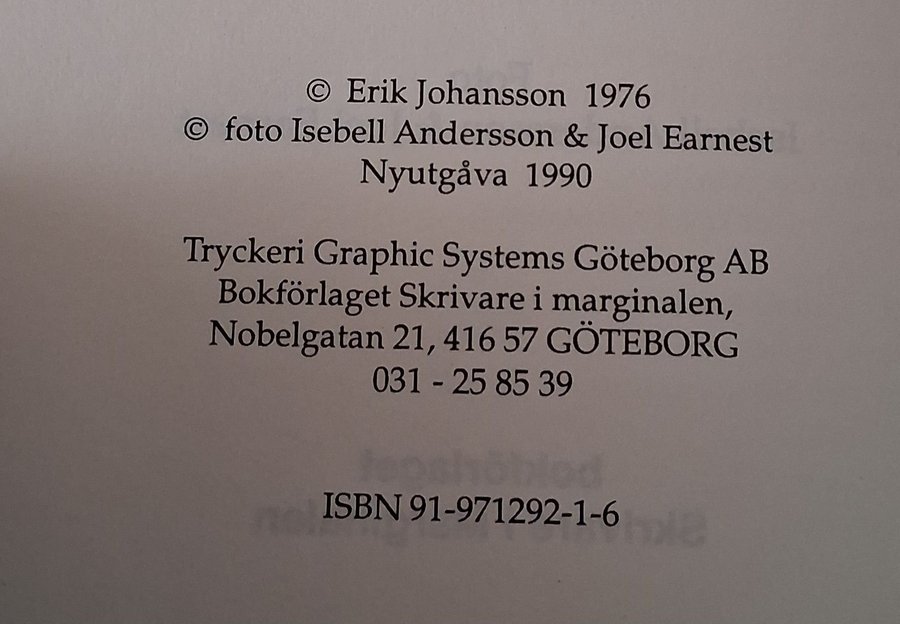 © Erik Johansson 1976
© foto Isebell Andersson & Joel Earnest
Nyutgåva 1990
Tryckeri Graphic Systems Göteborg AB
Bokförlaget Skrivare i marginalen,
Nobelgatan 21, 416 57 GÖTEBORG
031 - 25 85 39
ISBN 91-971292-1-6